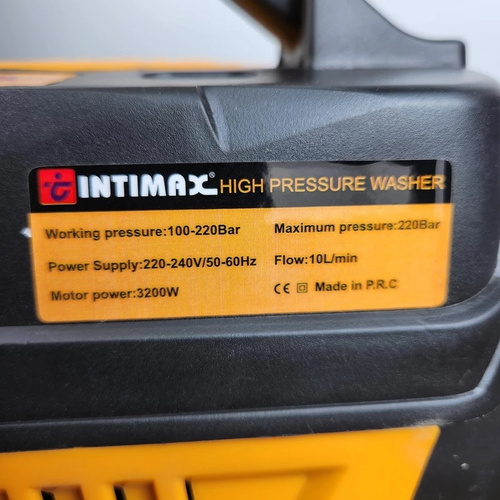 INTIMAX® HIGH PRESSURE WASHER
Working pressure:100-220Bar
Maximum pressure:220Bar
Power Supply:220-240V/50-60Hz
Flow:10L/min
Motor power:3200W
CE Made in P.R.C